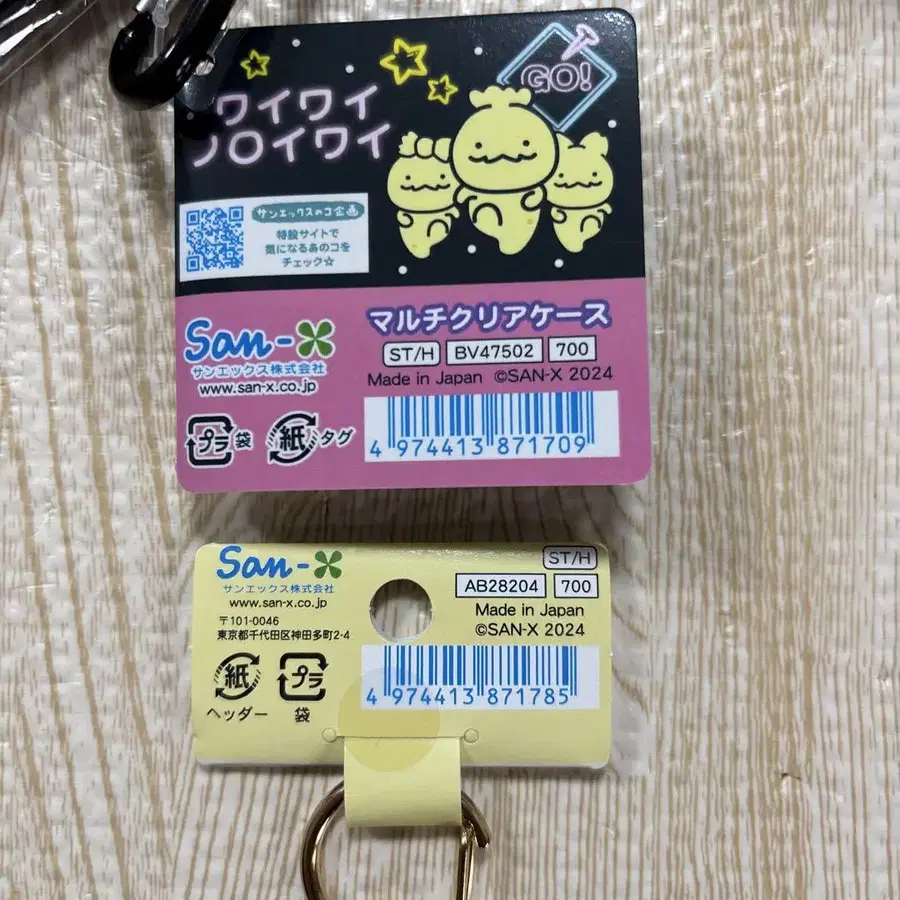 GO!
ワイワイ
ノロイワイ
サンエックスのコ企画
特設サイトで
気になるあのコを
チェック☆
San-X
サンエックス株式会社
www.san-x.co.jp
プラ 袋 紙 タグ
マルチクリアケース
ST/H BV47502 700
Made in Japan ©SAN-X 2024
4 974413 871709
San-X
サンエックス株式会社
www.san-x.co.jp
〒101-0046
東京都千代田区神田多町2-4
紙 プラ
ヘッダー 袋
ST/H
AB28204 700
Made in Japan
©SAN-X 2024
4 974413 871785